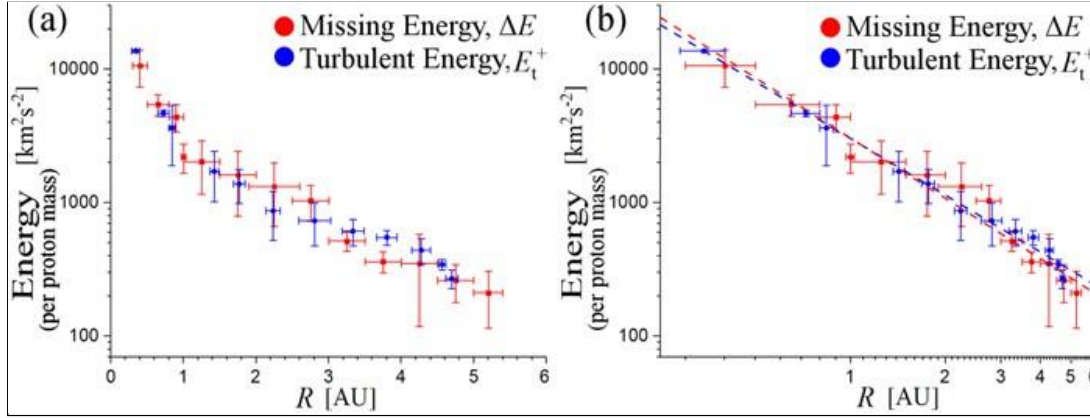 (a)
Missing Energy, ΔE
Turbulent Energy, E_t^+
Energy [km²s⁻²]
(per proton mass)
10000
1000
100
0 1 2 3 4 5 6
R [AU]
(b)
Missing Energy, ΔE
Turbulent Energy, E_t^+
Energy [km²s⁻²]
(per proton mass)
10000
1000
100
1 2 3 4 5 6
R [AU]